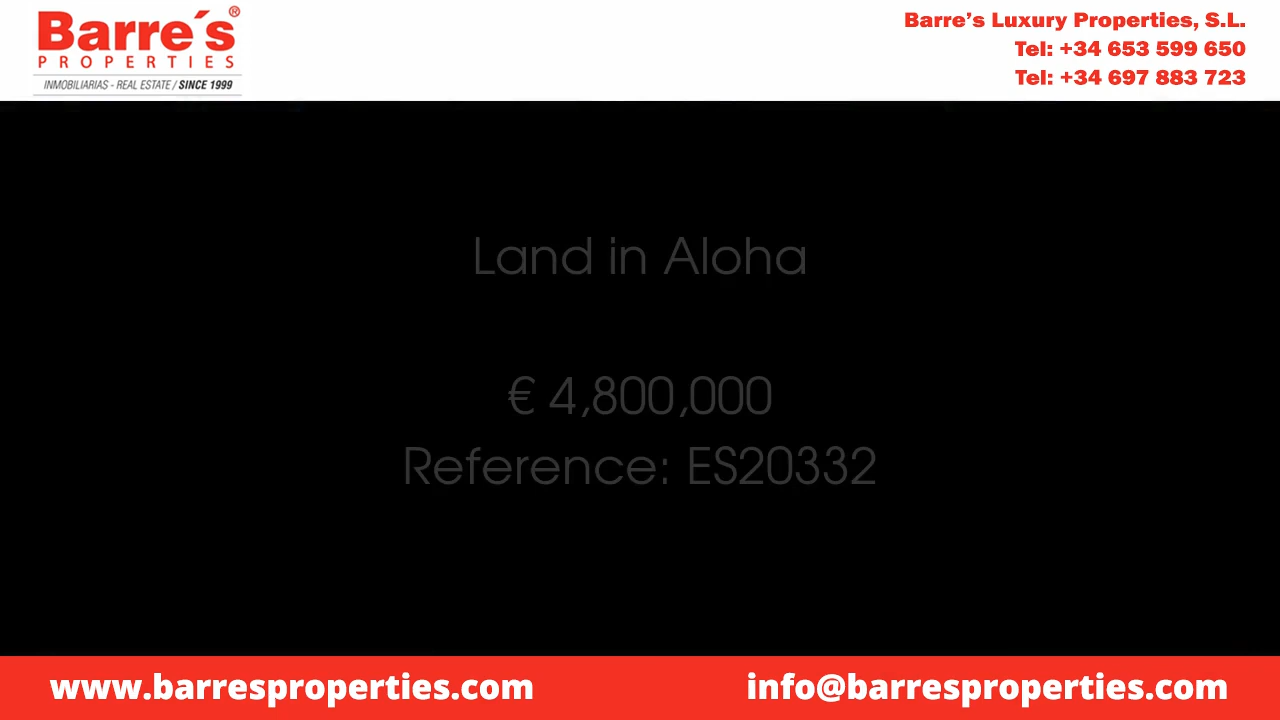 Barre´s®
PROPERTIES
INMOBILIARIAS - REAL ESTATE / SINCE 1999
Barre’s Luxury Properties, S.L.
Tel: +34 653 599 650
Tel: +34 697 883 723
Land in Aloha
€ 4,800,000
Reference: ES20332
www.barresproperties.com
info@barresproperties.com